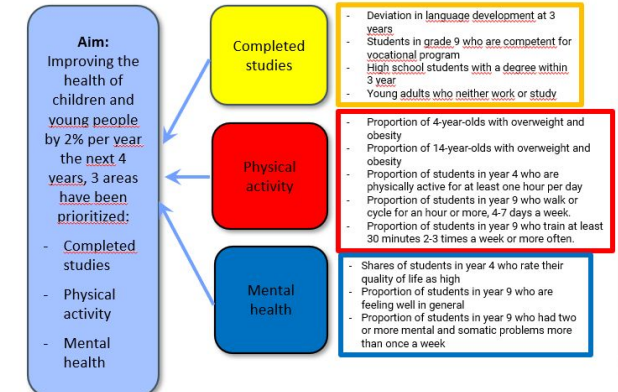 Aim:
Improving the
health of
children and
young people
by 2% per year
the next 4
years, 3 areas
have been
prioritized:
- Completed
studies
- Physical
activity
- Mental
health
Completed
studies
- Deviation in language development at 3
years
- Students in grade 9 who are competent for
vocational program
- High school students with a degree within
3 year
- Young adults who neither work or study
Physical
activity
- Proportion of 4-year-olds with overweight and
obesity
- Proportion of 14-year-olds with overweight and
obesity
- Proportion of students in year 4 who are
physically active for at least one hour per day
- Proportion of students in year 9 who walk or
cycle for an hour or more, 4-7 days a week.
- Proportion of students in year 9 who train at least
30 minutes 2-3 times a week or more often.
Mental
health
- Shares of students in year 4 who rate their
quality of life as high
- Proportion of students in year 9 who are
feeling well in general
- Proportion of students in year 9 who had two
or more mental and somatic problems more
than once a week